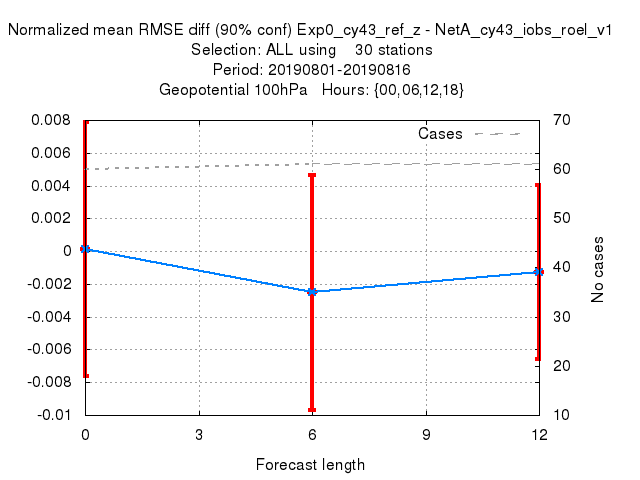 Normalized mean RMSE diff (90% conf) Exp0_cy43_ref_z - NetA_cy43_iobs_roel_v1
Selection: ALL using 30 stations
Period: 20190801-20190816
Geopotential 100hPa Hours: {00,06,12,18}
Cases
0.008
0.006
0.004
0.002
0
-0.002
-0.004
-0.006
-0.008
-0.01
70
60
50
40
30
20
10
No cases
0 3 6 9 12
Forecast length